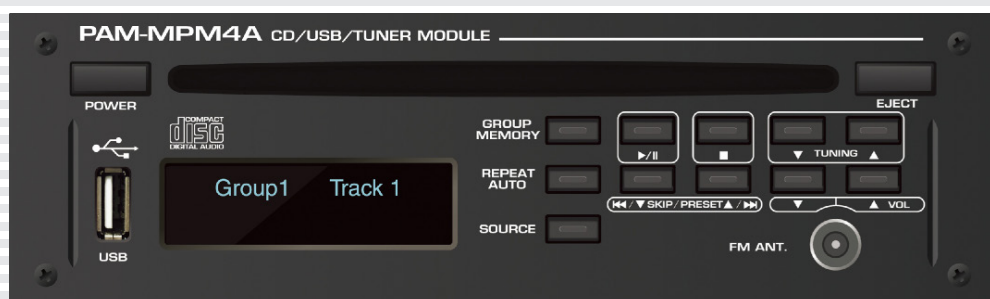 PAM-MPM4A CD/USB/TUNER MODULE
POWER
EJECT
COMPACT
disc
DIGITAL AUDIO
GROUP
MEMORY
▶/II
■
▼ TUNING ▲
Group1 Track 1
REPEAT
AUTO
⏮/▼ SKIP/PRESET▲/⏭
▼ ▲ VOL
SOURCE
USB
FM ANT.